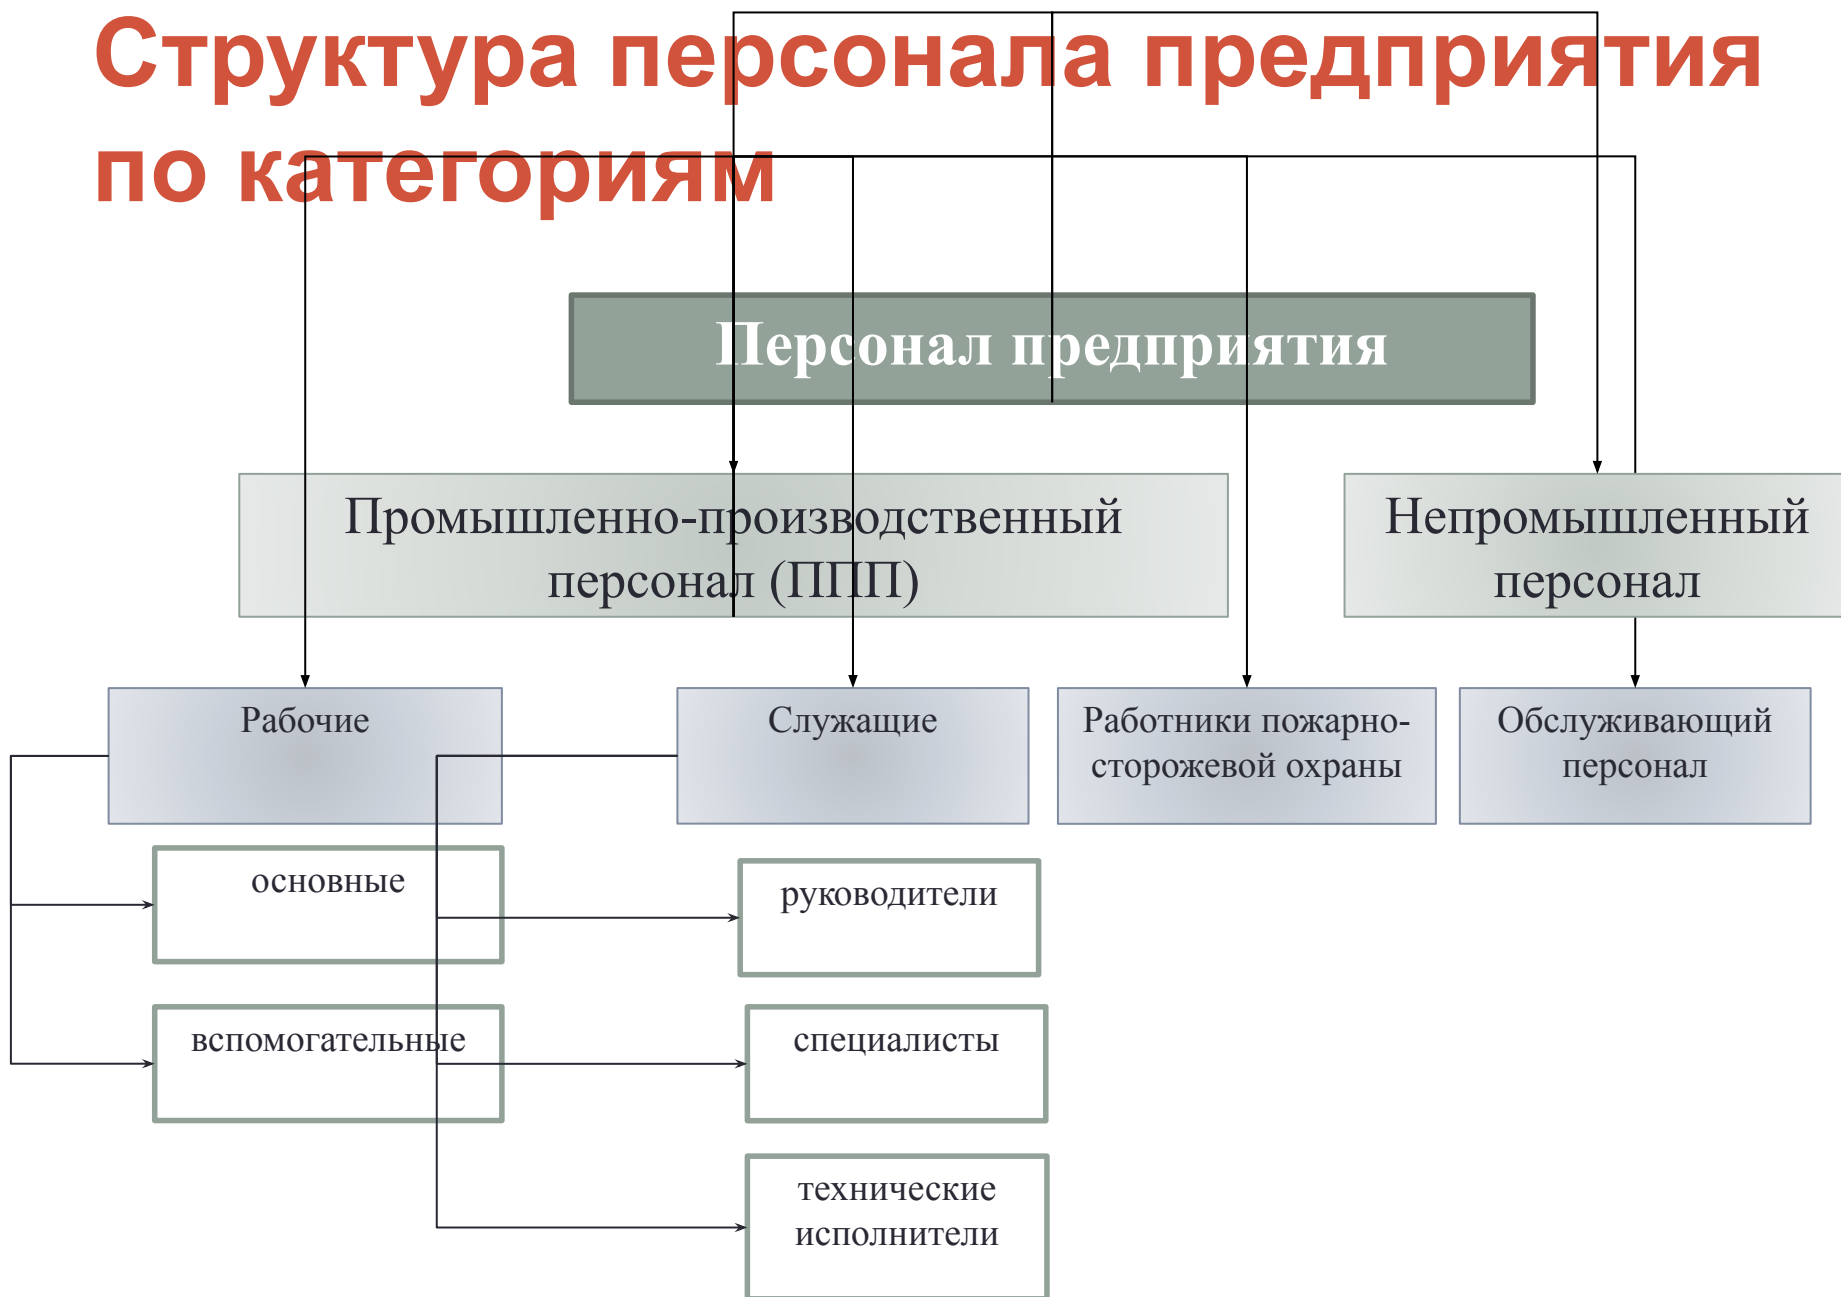 Структура персонала предприятия
по категориям
Персонал предприятия
Промышленно-производственный
персонал (ППП)
Непромышленный
персонал
Рабочие
Служащие
Работники пожарно-
сторожевой охраны
Обслуживающий
персонал
основные
руководители
вспомогательные
специалисты
технические
исполнители